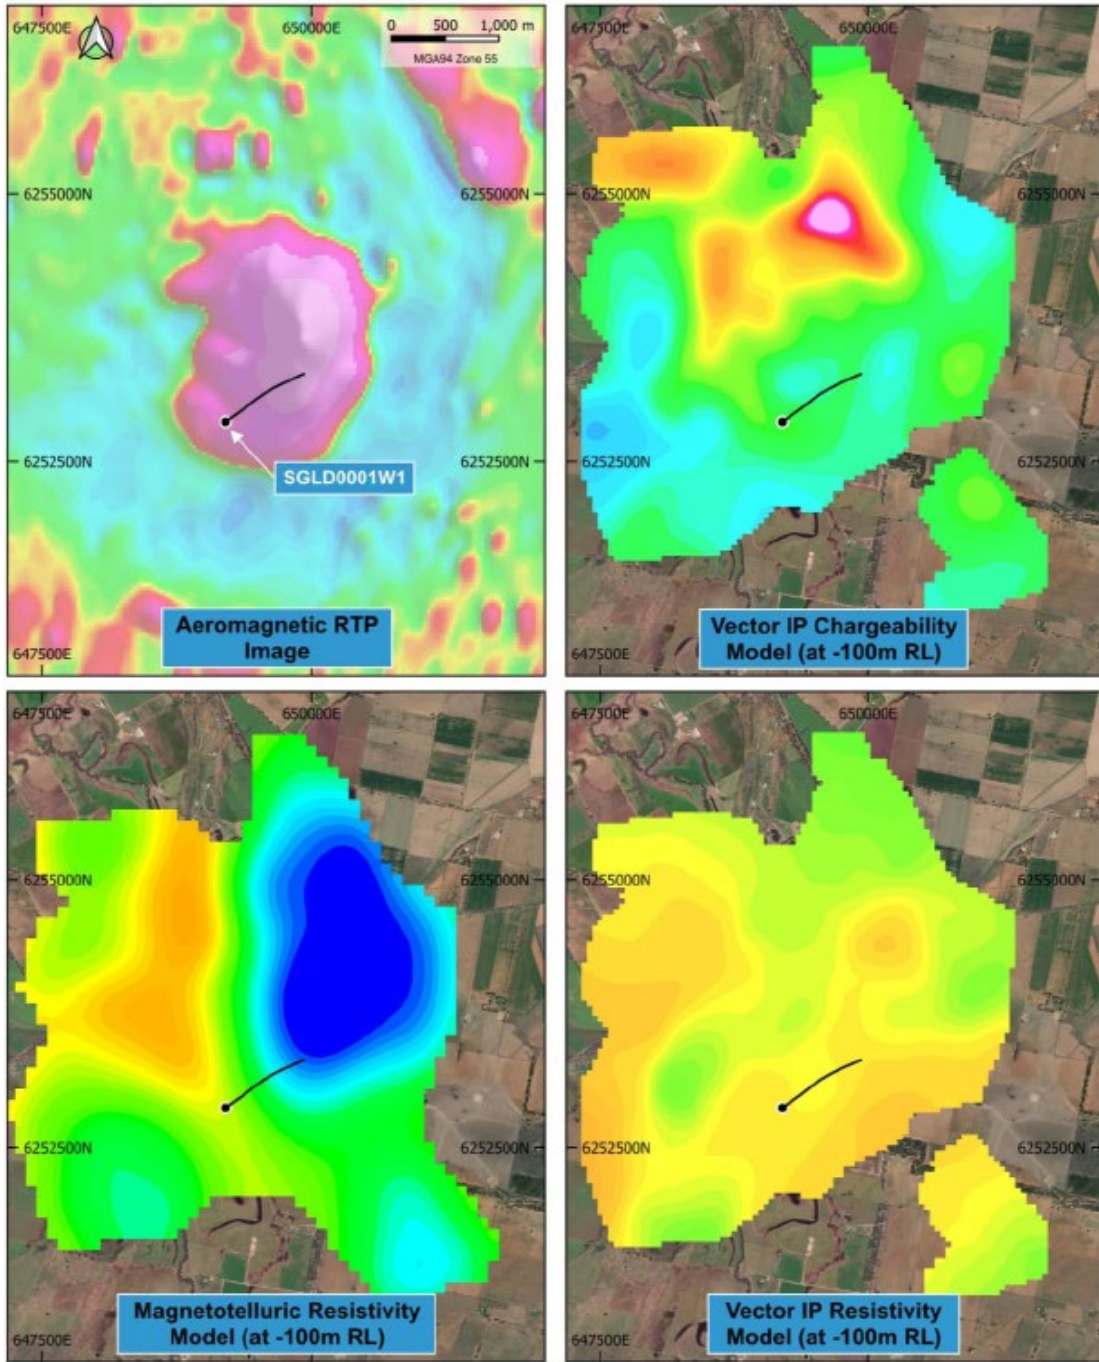 647500E
650000E
0 500 1,000 m
MGA94 Zone 55
6255000N
6255000N
6252500N
6252500N
SGLD0001W1
Aeromagnetic RTP
Image
647500E
647500E
650000E
6255000N
6255000N
6252500N
6252500N
Vector IP Chargeability
Model (at -100m RL)
647500E
647500E
650000E
6255000N
6255000N
6252500N
6252500N
Magnetotelluric Resistivity
Model (at -100m RL)
647500E
647500E
650000E
6255000N
6255000N
6252500N
6252500N
Vector IP Resistivity
Model (at -100m RL)
647500E